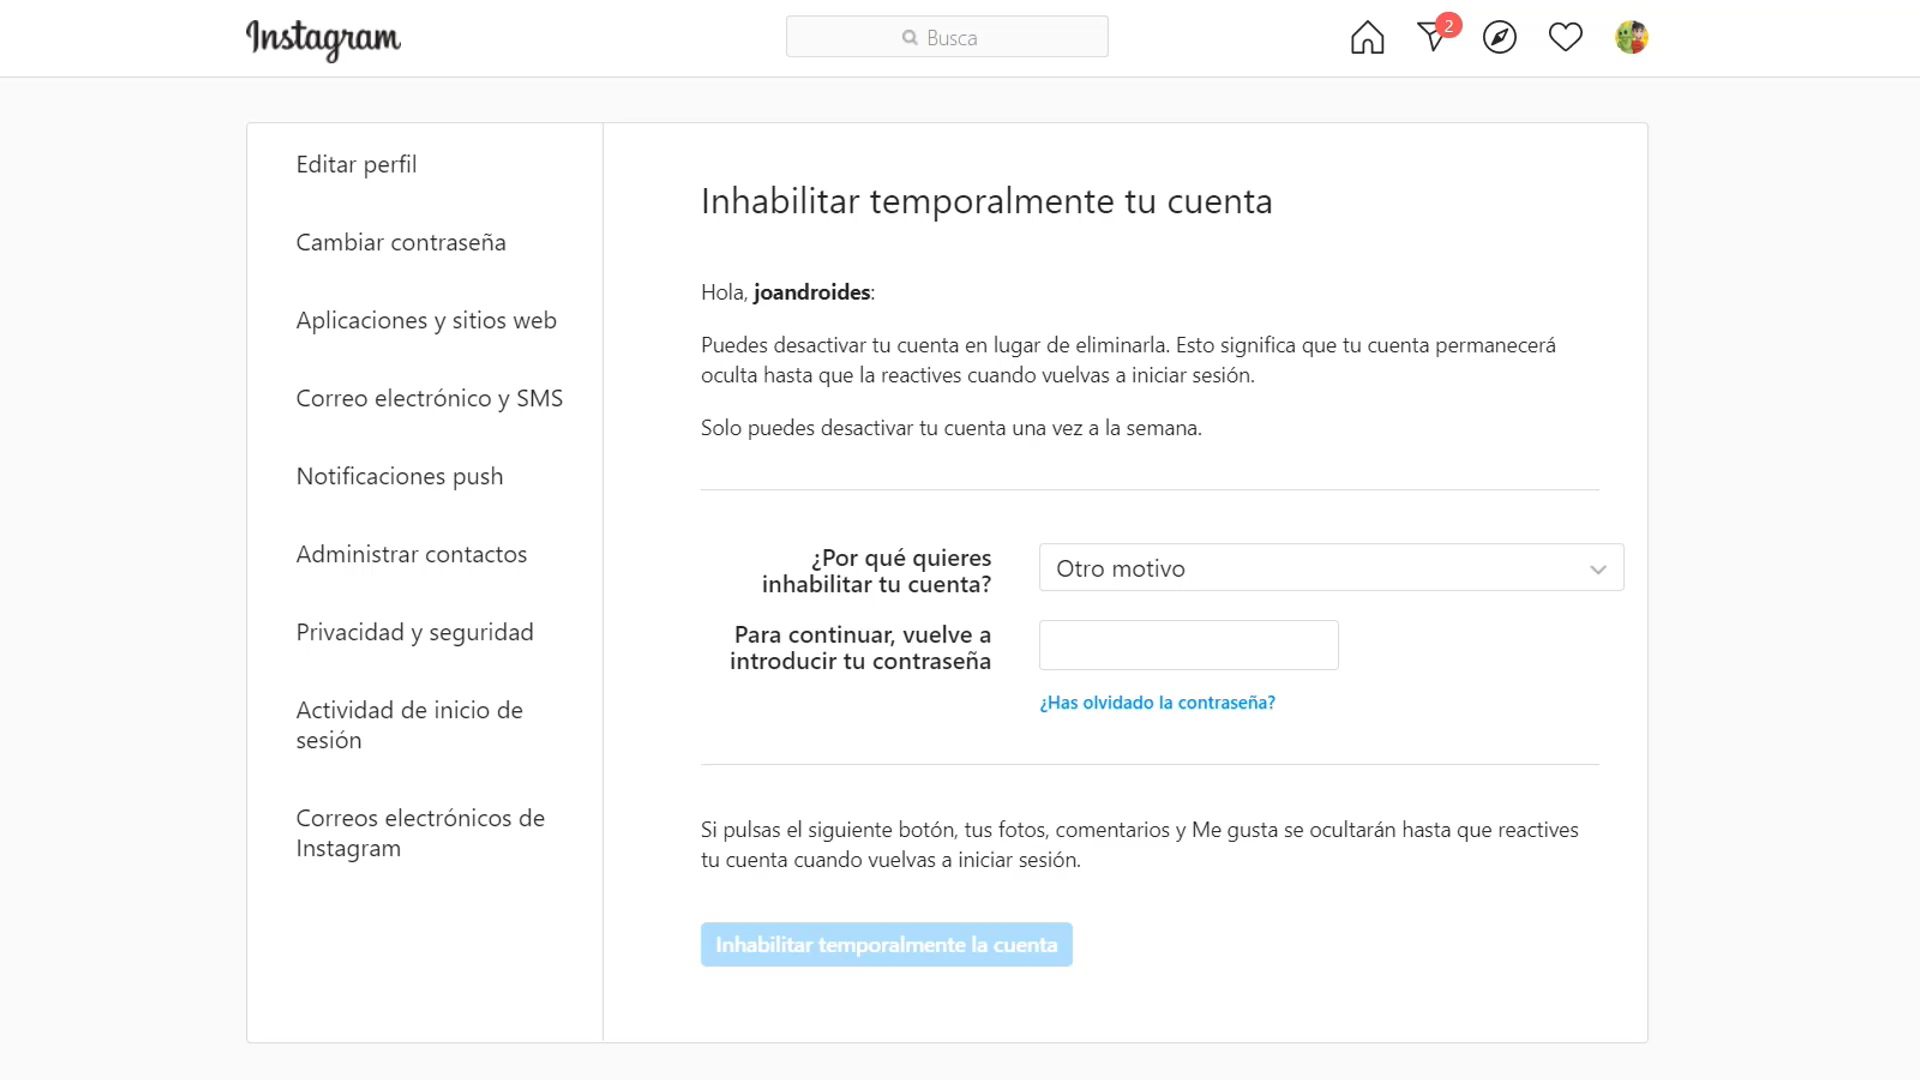 Instagram
Busca
2
Editar perfil
Cambiar contraseña
Aplicaciones y sitios web
Correo electrónico y SMS
Notificaciones push
Administrar contactos
Privacidad y seguridad
Actividad de inicio de
sesión
Correos electrónicos de
Instagram
Inhabilitar temporalmente tu cuenta
Hola, joandroides:
Puedes desactivar tu cuenta en lugar de eliminarla. Esto significa que tu cuenta permanecerá
oculta hasta que la reactives cuando vuelvas a iniciar sesión.
Solo puedes desactivar tu cuenta una vez a la semana.
¿Por qué quieres
inhabilitar tu cuenta?
Otro motivo
Para continuar, vuelve a
introducir tu contraseña
¿Has olvidado la contraseña?
Si pulsas el siguiente botón, tus fotos, comentarios y Me gusta se ocultarán hasta que reactives
tu cuenta cuando vuelvas a iniciar sesión.
Inhabilitar temporalmente la cuenta